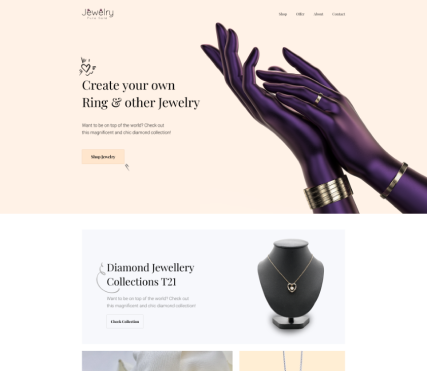 Jewelry
Shop Offer About Contact
Create your own
Ring & other Jewelry
Want to be on top of the world? Check out
this magnificent and chic diamond collection!
Shop Jewelry
Diamond Jewellery
Collections T21
Want to be on top of the world? Check out
this magnificent and chic diamond collection!
Check Collection